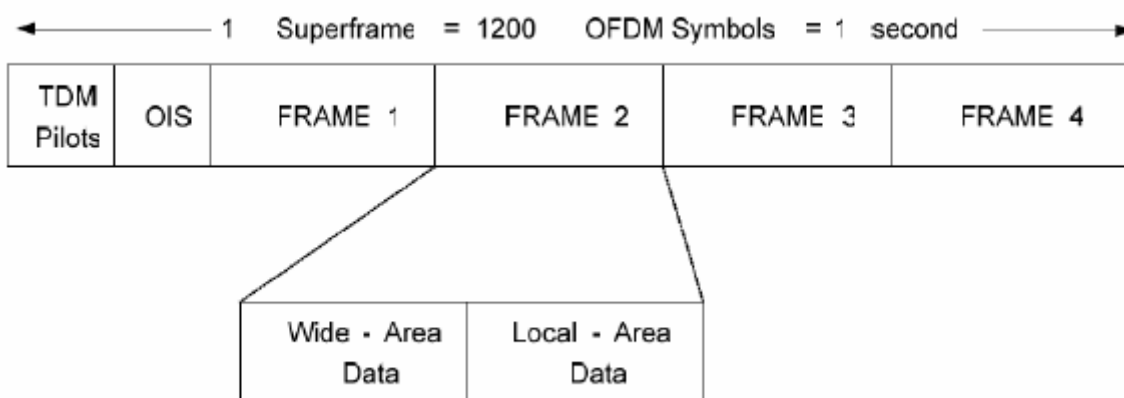 1 Superframe = 1200 OFDM Symbols = 1 second
TDM Pilots
OIS
FRAME 1
FRAME 2
FRAME 3
FRAME 4
Wide - Area
Data
Local - Area
Data